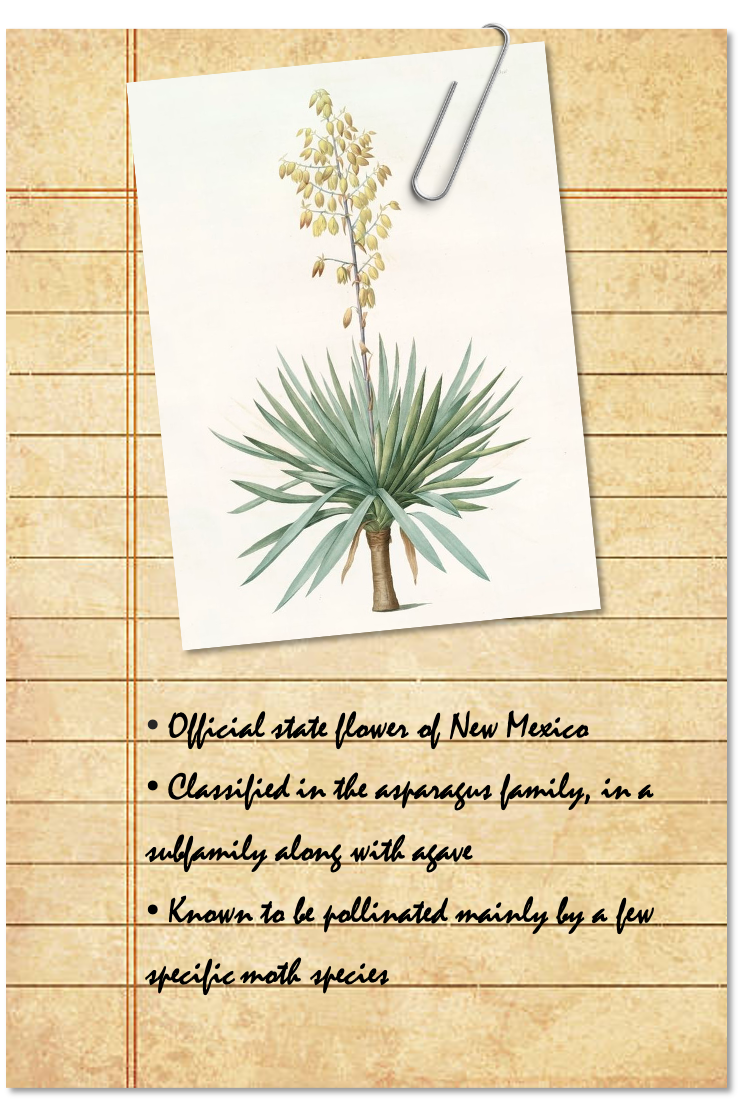 • Official state flower of New Mexico
• Classified in the asparagus family, in a
subfamily along with agave
• Known to be pollinated mainly by a few
specific moth species